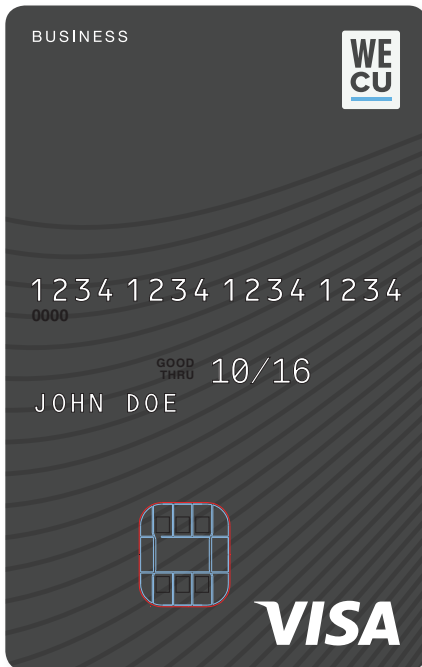 BUSINESS
WE
CU
1234 1234 1234 1234
0000
GOOD
THRU
10/16
JOHN DOE
VISA